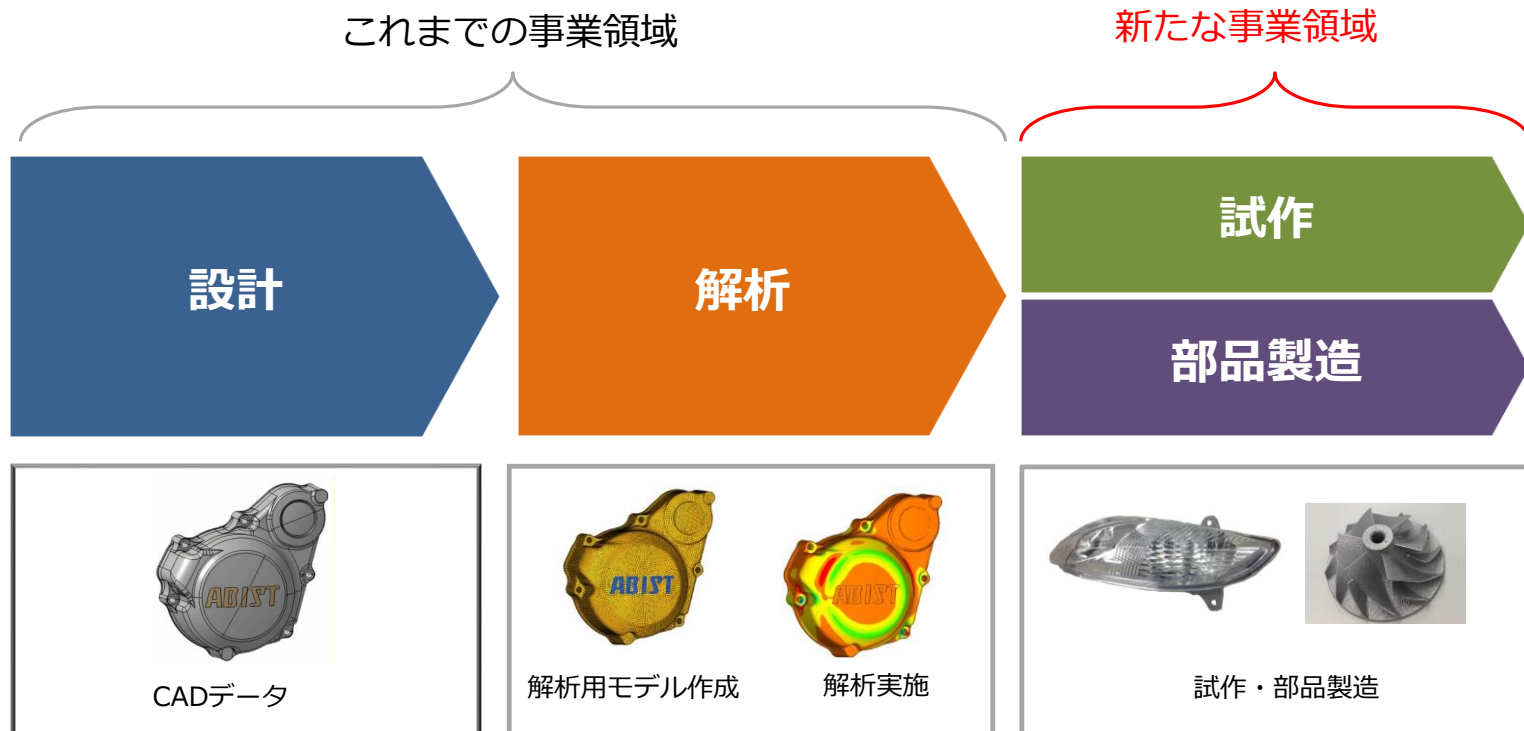 これまでの事業領域
新たな事業領域
設計
解析
試作
部品製造
ABIST
CADデータ
ABIST
解析用モデル作成
ABIST
解析実施
試作・部品製造